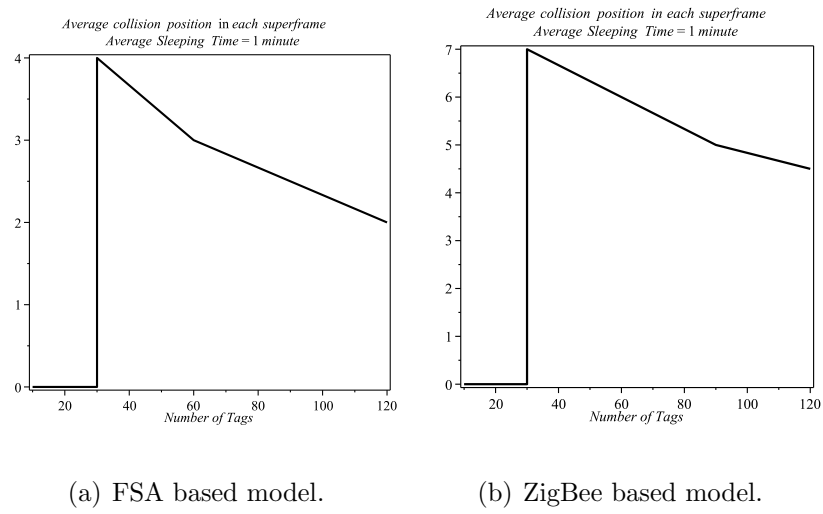 Average collision position in each superframe
Average Sleeping Time = 1 minute
4
3
2
1
0
20 40 60 80 100 120
Number of Tags
(a) FSA based model.
Average collision position in each superframe
Average Sleeping Time = 1 minute
7
6
5
4
3
2
1
0
20 40 60 80 100 120
Number of Tags
(b) ZigBee based model.